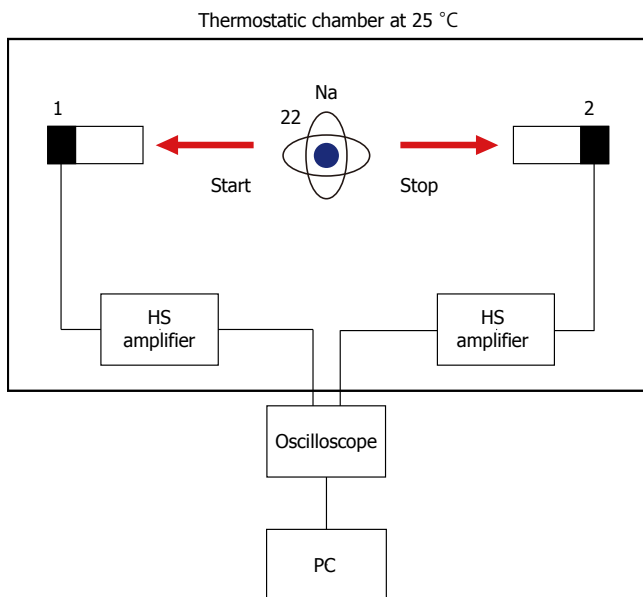 Thermostatic chamber at 25 °C
1
Na
22
2
Start
Stop
HS
amplifier
HS
amplifier
Oscilloscope
PC